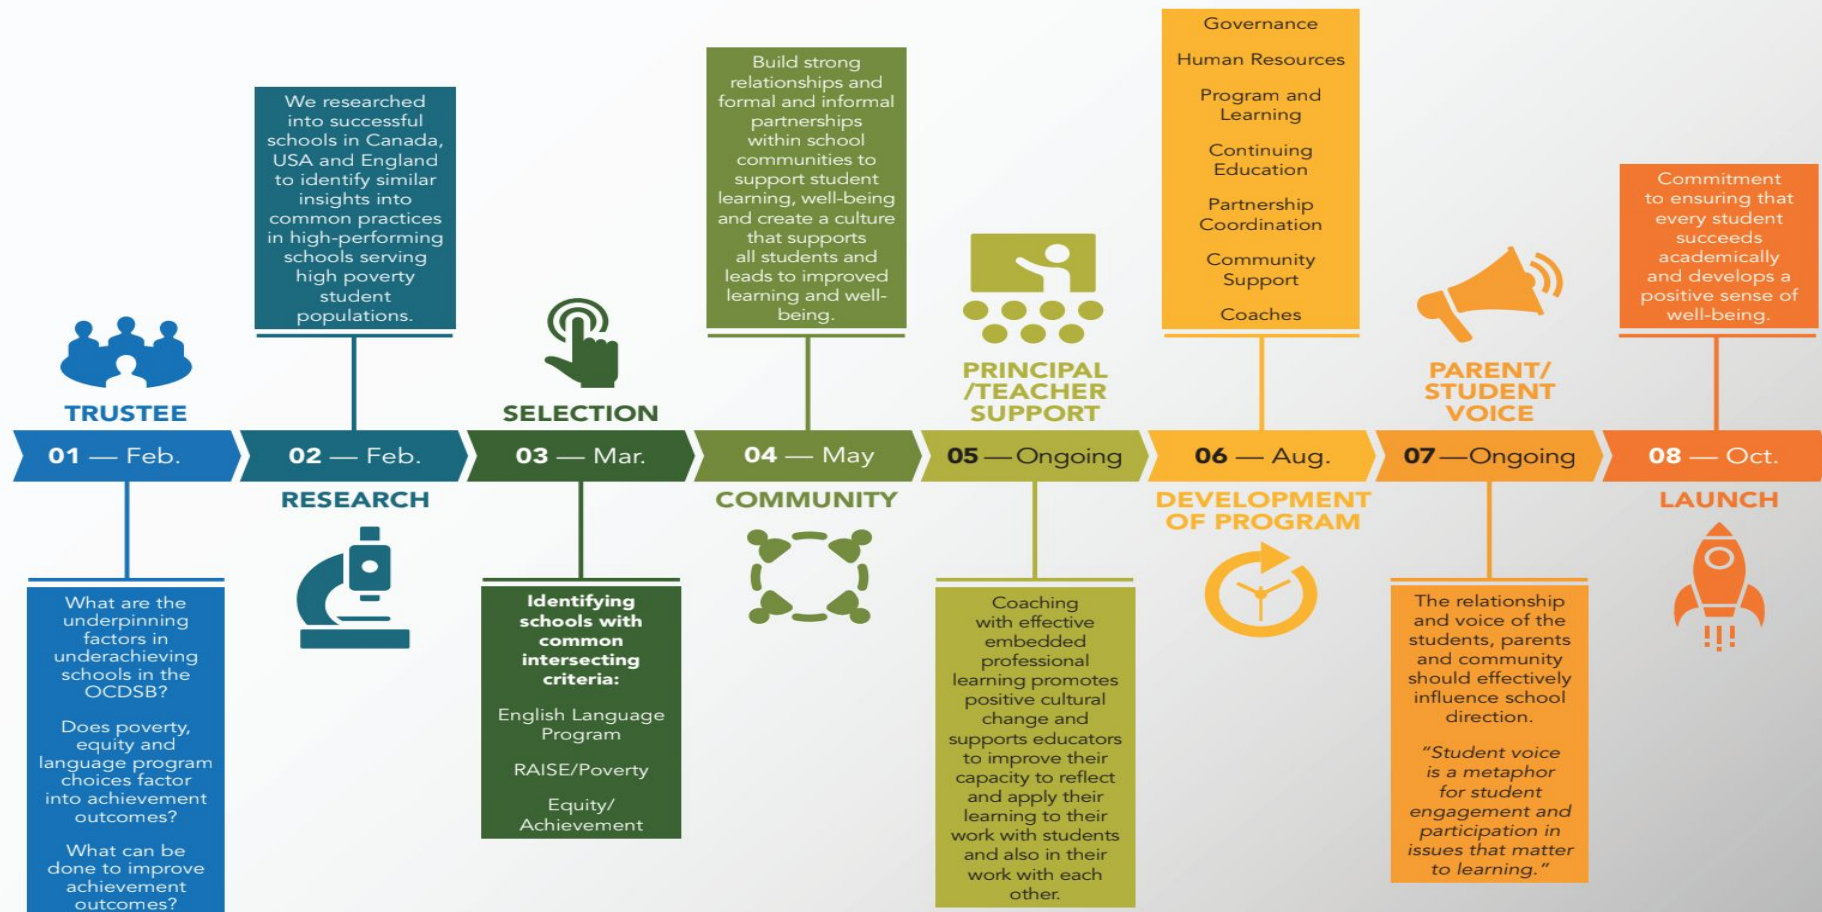 TRUSTEE
01 — Feb.
What are the
underpinning
factors in
underachieving
schools in the
OCDSB?
Does poverty,
equity and
language program
choices factor
into achievement
outcomes?
What can be
done to improve
achievement
outcomes?
We researched
into successful
schools in Canada,
USA and England
to identify similar
insights into
common practices
in high-performing
schools serving
high poverty
student
populations.
02 — Feb.
RESEARCH
SELECTION
03 — Mar.
Identifying
schools with
common
intersecting
criteria:
English Language
Program
RAISE/Poverty
Equity/
Achievement
Build strong
relationships and
formal and informal
partnerships
within school
communities to
support student
learning, well-being
and create a culture
that supports
all students and
leads to improved
learning and well-
being.
04 — May
COMMUNITY
PRINCIPAL
/TEACHER
SUPPORT
05 — Ongoing
Coaching
with effective
embedded
professional
learning promotes
positive cultural
change and
supports educators
to improve their
capacity to reflect
and apply their
learning to their
work with students
and also in their
work with each
other.
Governance
Human Resources
Program and
Learning
Continuing
Education
Partnership
Coordination
Community
Support
Coaches
06 — Aug.
DEVELOPMENT
OF PROGRAM
PARENT/
STUDENT
VOICE
07 — Ongoing
The relationship
and voice of the
students, parents
and community
should effectively
influence school
direction.
"Student voice
is a metaphor
for student
engagement and
participation in
issues that matter
to learning."
Commitment
to ensuring that
every student
succeeds
academically
and develops a
positive sense of
well-being.
08 — Oct.
LAUNCH